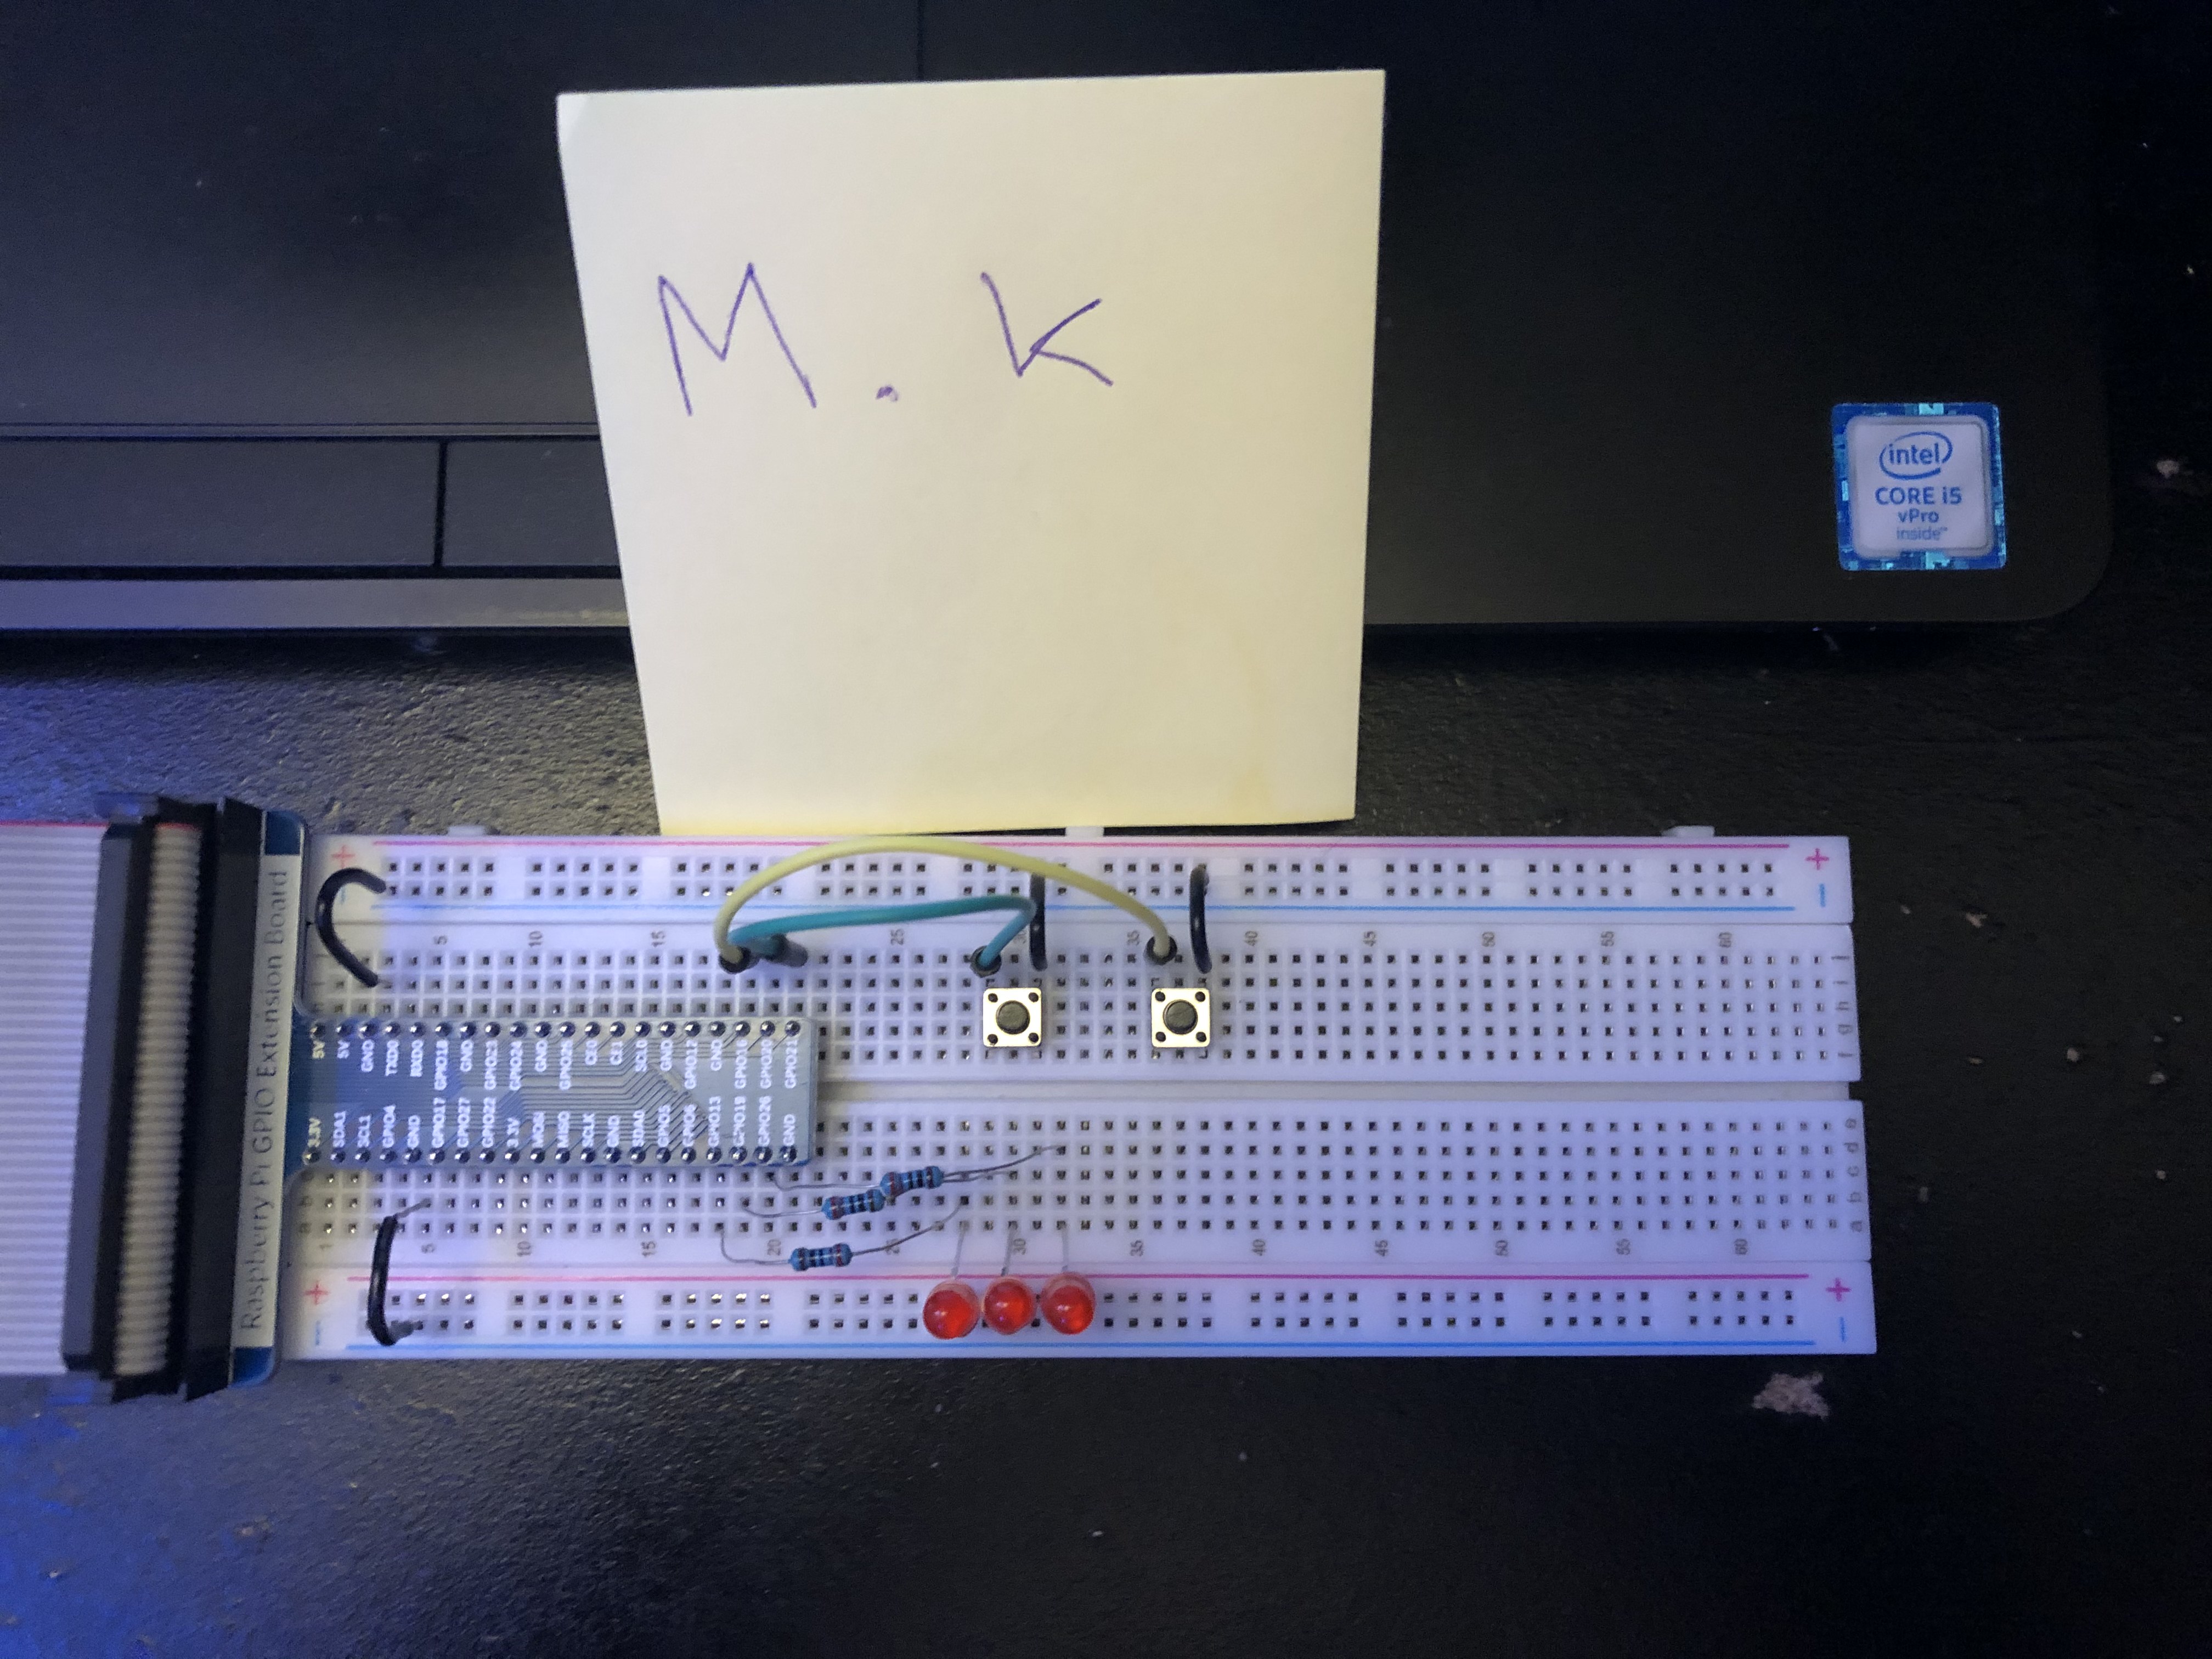 M. K
intel
CORE i5
vPro
inside™
+ +
- -
5 10 15 25 35 40 45 50 55 60
j
i
h
g
f
5V 5V GND TXD0 RXD0 GPIO18 GND GPIO23 GPIO24 GND GPIO25 CE0 CE1 SCL0 GND GPIO12 GND GPIO16 GPIO20 GPIO21
3.3V SDA1 SCL1 GPIO4 GND GPIO17 GPIO27 GPIO22 3.3V MOSI MISO SCLK GND SDA0 GPIO5 GPIO6 GPIO13 GPIO19 GPIO26 GND
Raspberry Pi GPIO Extension Board
e
d
c
b
a
1 5 10 15 20 25 30 35 40 45 50 55 60
+ +
- -